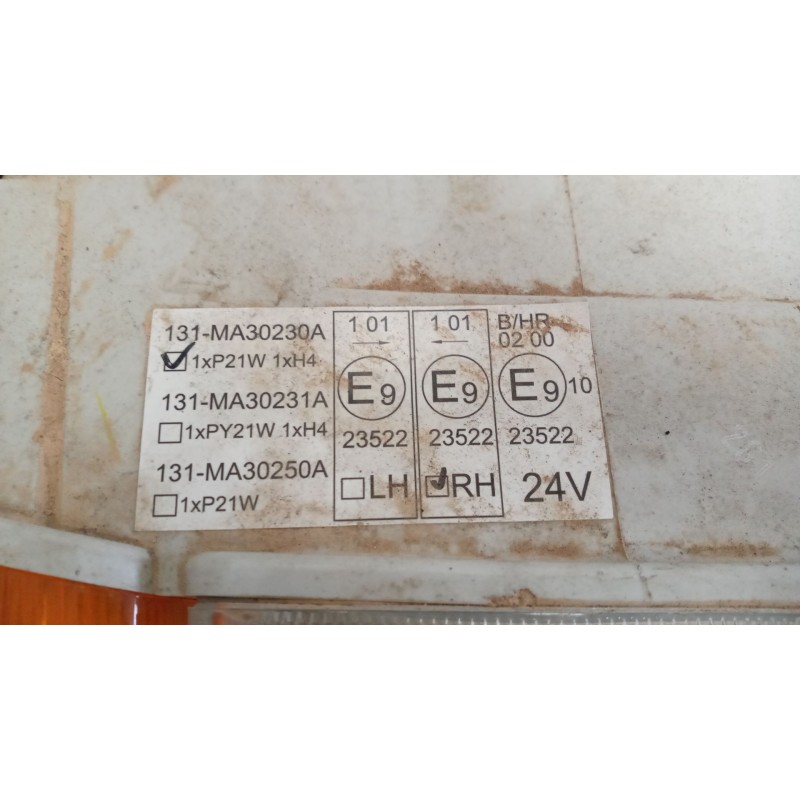 131-MA30230A
1xP21W 1xH4
131-MA30231A
1xPY21W 1xH4
131-MA30250A
1xP21W
1 01
→
E9
23522
LH
1 01
←
E9
23522
RH
B/HR
02 00
E9 10
23522
24V